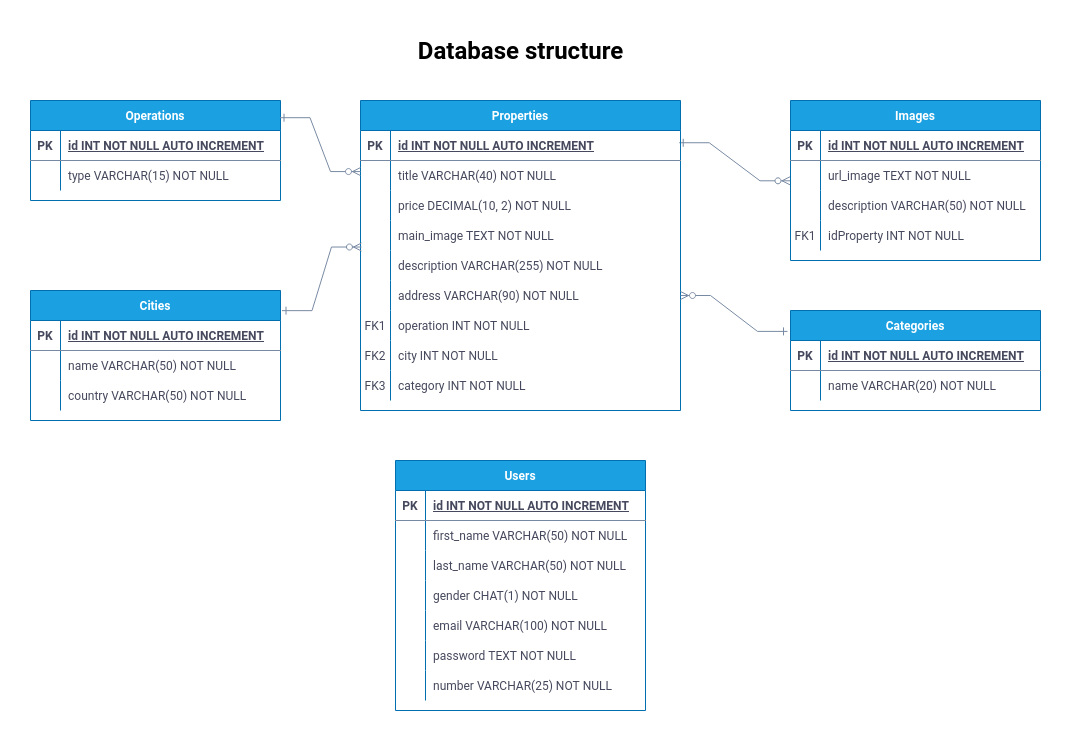 Database structure
Operations
PK id INT NOT NULL AUTO INCREMENT
type VARCHAR(15) NOT NULL
Cities
PK id INT NOT NULL AUTO INCREMENT
name VARCHAR(50) NOT NULL
country VARCHAR(50) NOT NULL
Properties
PK id INT NOT NULL AUTO INCREMENT
title VARCHAR(40) NOT NULL
price DECIMAL(10, 2) NOT NULL
main_image TEXT NOT NULL
description VARCHAR(255) NOT NULL
address VARCHAR(90) NOT NULL
FK1 operation INT NOT NULL
FK2 city INT NOT NULL
FK3 category INT NOT NULL
Images
PK id INT NOT NULL AUTO INCREMENT
url_image TEXT NOT NULL
description VARCHAR(50) NOT NULL
FK1 idProperty INT NOT NULL
Categories
PK id INT NOT NULL AUTO INCREMENT
name VARCHAR(20) NOT NULL
Users
PK id INT NOT NULL AUTO INCREMENT
first_name VARCHAR(50) NOT NULL
last_name VARCHAR(50) NOT NULL
gender CHAT(1) NOT NULL
email VARCHAR(100) NOT NULL
password TEXT NOT NULL
number VARCHAR(25) NOT NULL